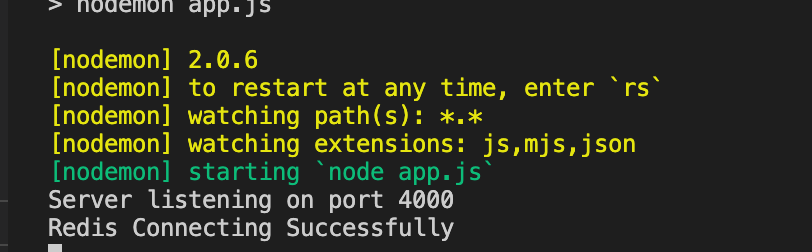 > nodemon app.js
[nodemon] 2.0.6
[nodemon] to restart at any time, enter `rs`
[nodemon] watching path(s): *.*
[nodemon] watching extensions: js,mjs,json
[nodemon] starting `node app.js`
Server listening on port 4000
Redis Connecting Successfully